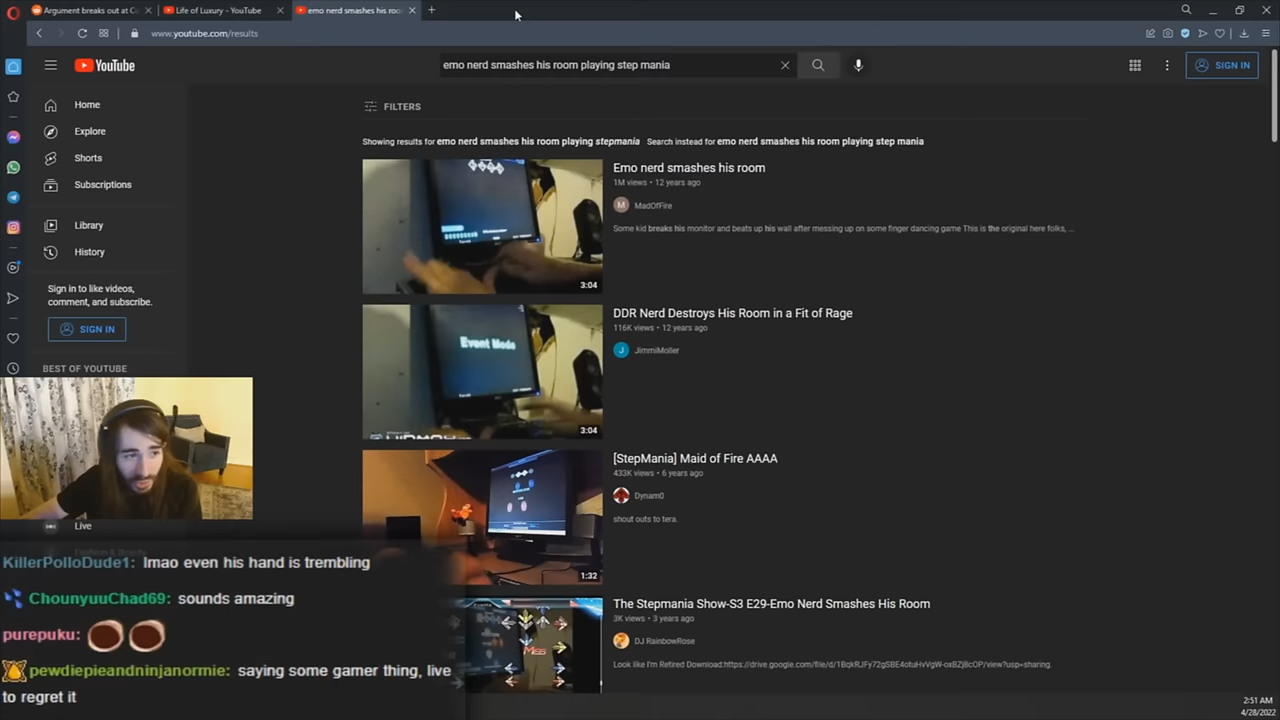 Argument breaks out at C
Life of Luxury - YouTube
emo nerd smashes his roo
www.youtube.com/results
YouTube
emo nerd smashes his room playing step mania
SIGN IN
Home
Explore
Shorts
Subscriptions
Library
History
Sign in to like videos,
comment, and subscribe.
SIGN IN
BEST OF YOUTUBE
Live
FILTERS
Showing results for emo nerd smashes his room playing stepmania Search instead for emo nerd smashes his room playing step mania
Emo nerd smashes his room
1M views • 12 years ago
M MadOfFire
Some kid breaks his monitor and beats up his wall after messing up on some finger dancing game This is the original here folks, ...
3:04
DDR Nerd Destroys His Room in a Fit of Rage
116K views • 12 years ago
J JimmiMoller
Event Mode
3:04
[StepMania] Maid of Fire AAAA
433K views • 6 years ago
Dynam0
shout outs to tera.
1:32
The Stepmania Show-S3 E29-Emo Nerd Smashes His Room
3K views • 3 years ago
DJ RainbowRose
Miss
KillerPolloDude1: lmao even his hand is trembling
ChounyuuChad69: sounds amazing
purepuku:
pewdiepieandninjanormie: saying some gamer thing, live
to regret it
2:51 AM
4/28/2022